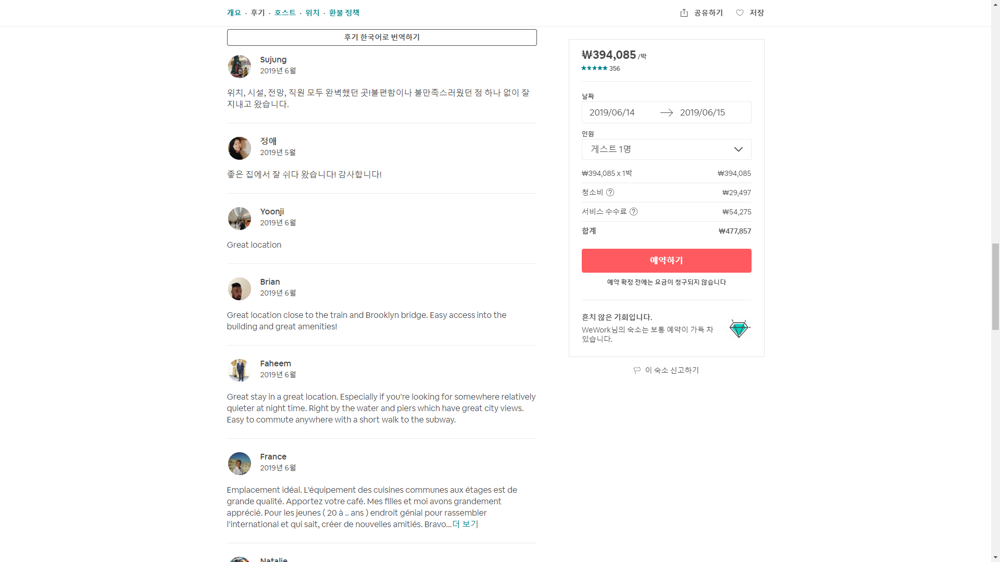 개요 · 후기 · 호스트 · 위치 · 환불 정책
공유하기 저장
후기 한국어로 번역하기
Sujung
2019년 6월
위치, 시설, 전망, 직원 모두 완벽했던 곳!불편함이나 불만족스러웠던 점 하나 없이 잘
지내고 왔습니다.
정애
2019년 5월
좋은 집에서 잘 쉬다 왔습니다! 감사합니다!
Yoonji
2019년 6월
Great location
Brian
2019년 6월
Great location close to the train and Brooklyn bridge. Easy access into the
building and great amenities!
Faheem
2019년 6월
Great stay in a great location. Especially if you’re looking for somewhere relatively
quieter at night time. Right by the water and piers which have great city views.
Easy to commute anywhere with a short walk to the subway.
France
2019년 6월
Emplacement idéal. L’équipement des cuisines communes aux étages est de
grande qualité. Apportez votre café. Mes filles et moi avons grandement
apprécié. Pour les jeunes ( 20 à .. ans ) endroit génial pour rassembler
l’international et qui sait, créer de nouvelles amitiés. Bravo...더 보기
Natalie
₩394,085 /박
★★★★★ 356
날짜
2019/06/14 → 2019/06/15
인원
게스트 1명
₩394,085 x 1박 ₩394,085
청소비 ? ₩29,497
서비스 수수료 ? ₩54,275
합계 ₩477,857
예약하기
예약 확정 전에는 요금이 청구되지 않습니다
흔치 않은 기회입니다.
WeWork님의 숙소는 보통 예약이 가득 차
있습니다.
이 숙소 신고하기